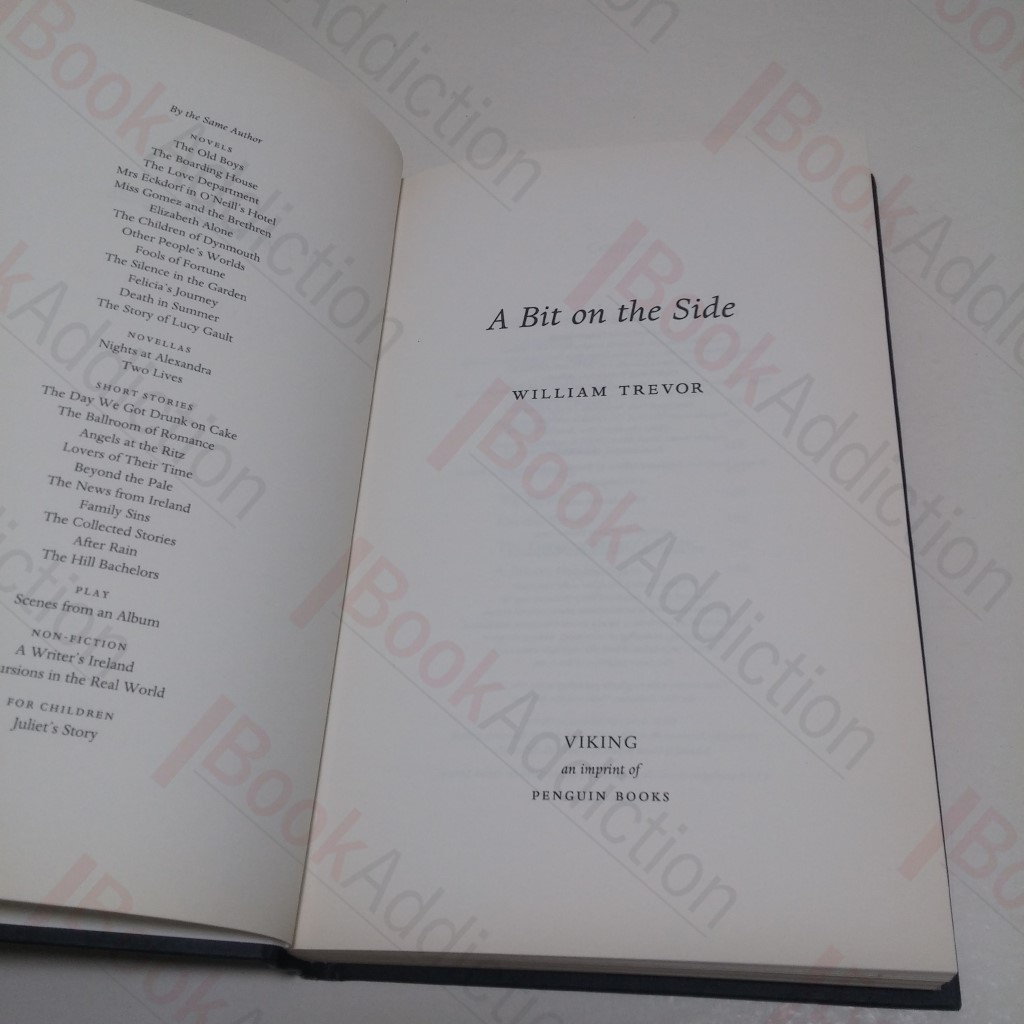 By the Same Author
NOVELS
The Old Boys
The Boarding House
The Love Department
Mrs Eckdorf in O'Neill's Hotel
Miss Gomez and the Brethren
Elizabeth Alone
The Children of Dynmouth
Other People's Worlds
Fools of Fortune
The Silence in the Garden
Felicia's Journey
Death in Summer
The Story of Lucy Gault
NOVELLAS
Nights at Alexandra
Two Lives
SHORT STORIES
The Day We Got Drunk on Cake
The Ballroom of Romance
Angels at the Ritz
Lovers of Their Time
Beyond the Pale
The News from Ireland
Family Sins
The Collected Stories
After Rain
The Hill Bachelors
PLAY
Scenes from an Album
NON-FICTION
A Writer's Ireland
in the Real World
FOR CHILDREN
Juliet's Story
A Bit on the Side
WILLIAM TREVOR
VIKING
an imprint of
PENGUIN BOOKS
BookAddiction